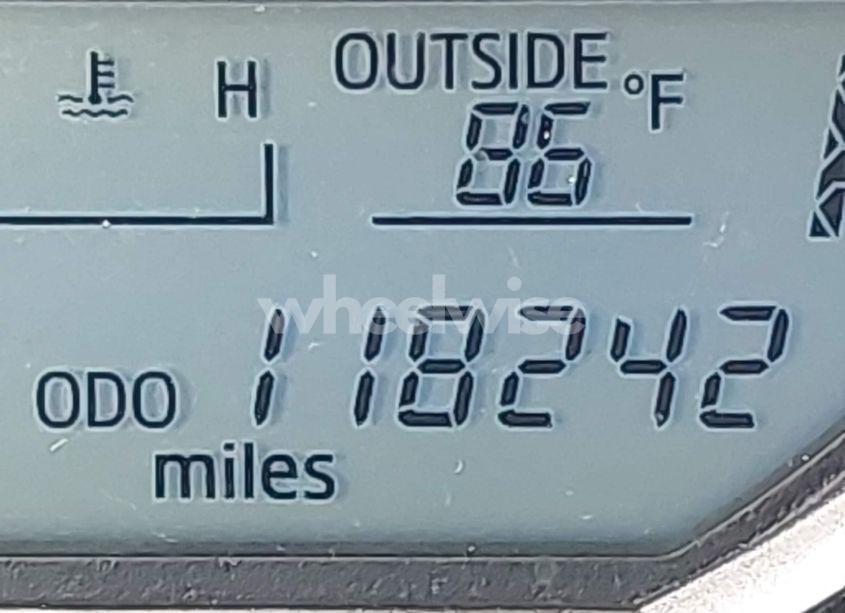 H
OUTSIDE
86 °F
wheelwise
ODO 118242
miles